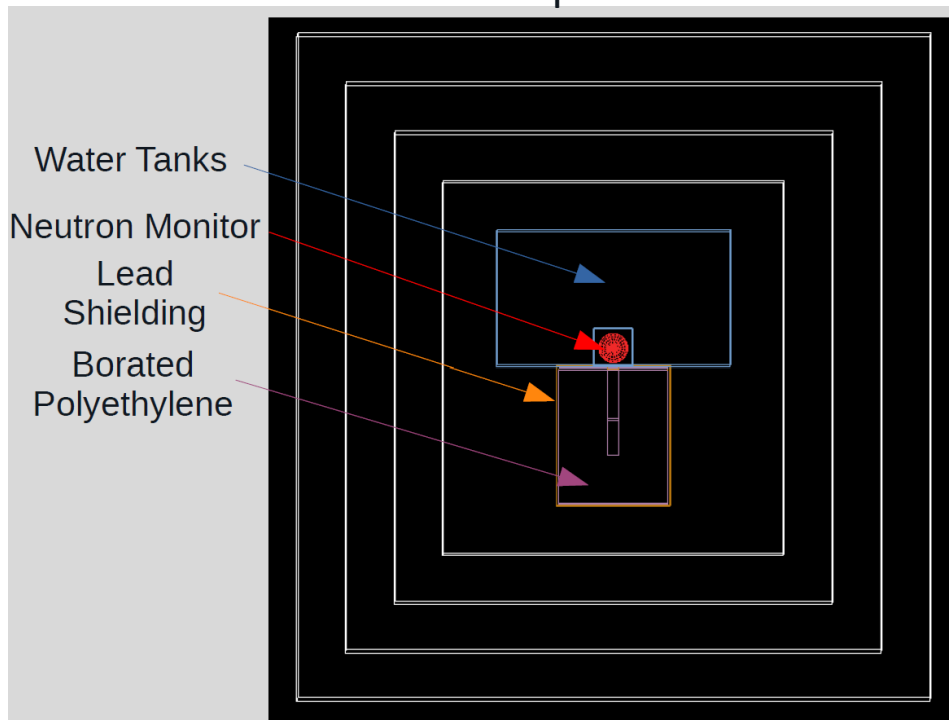 Water Tanks
Neutron Monitor
Lead
Shielding
Borated
Polyethylene